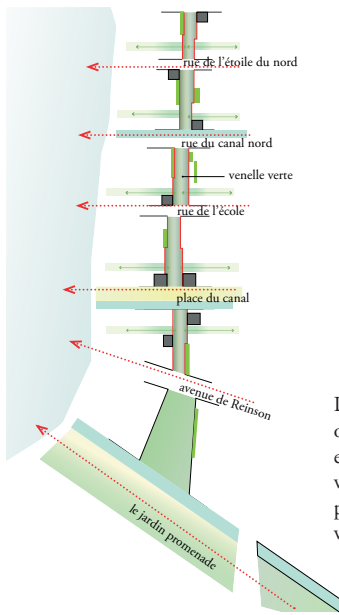 rue de l'étoile du nord
rue du canal nord
venelle verte
rue de l'école
place du canal
avenue de Reinson
le jardin promenade